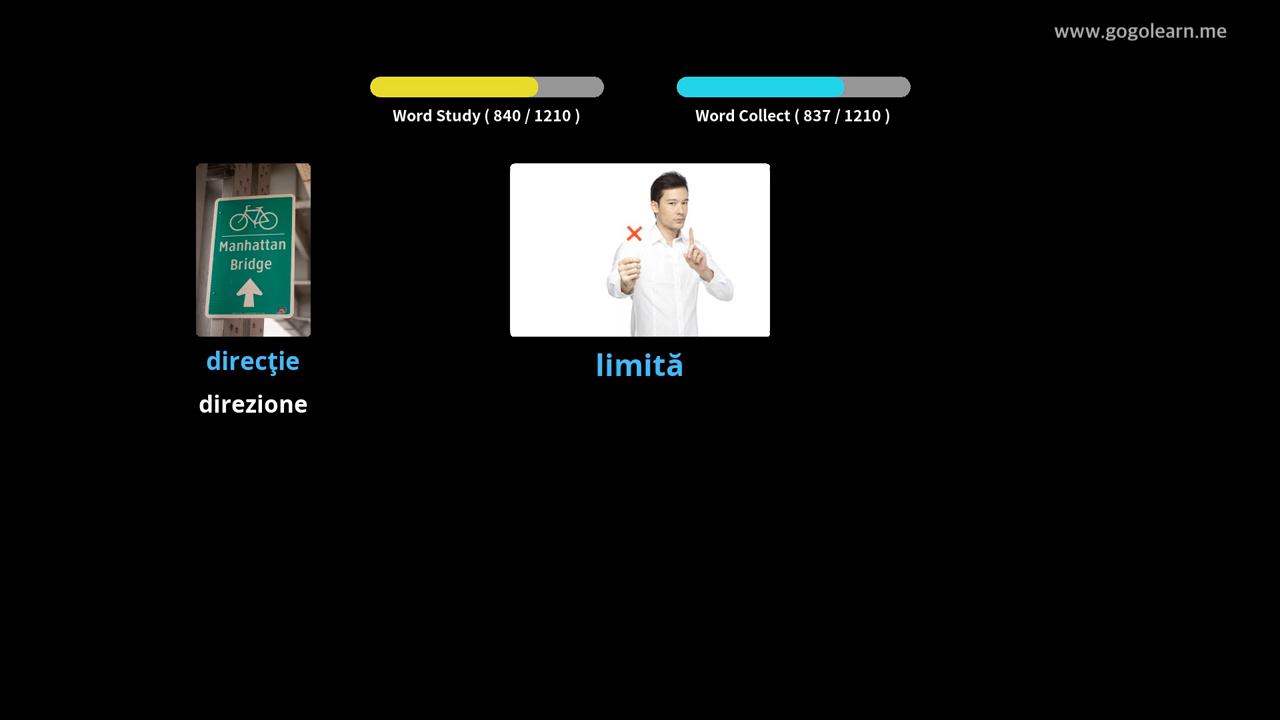 www.gogolearn.me
Word Study ( 840 / 1210 )
Word Collect ( 837 / 1210 )
Manhattan
Bridge
direcţie
direzione
limită